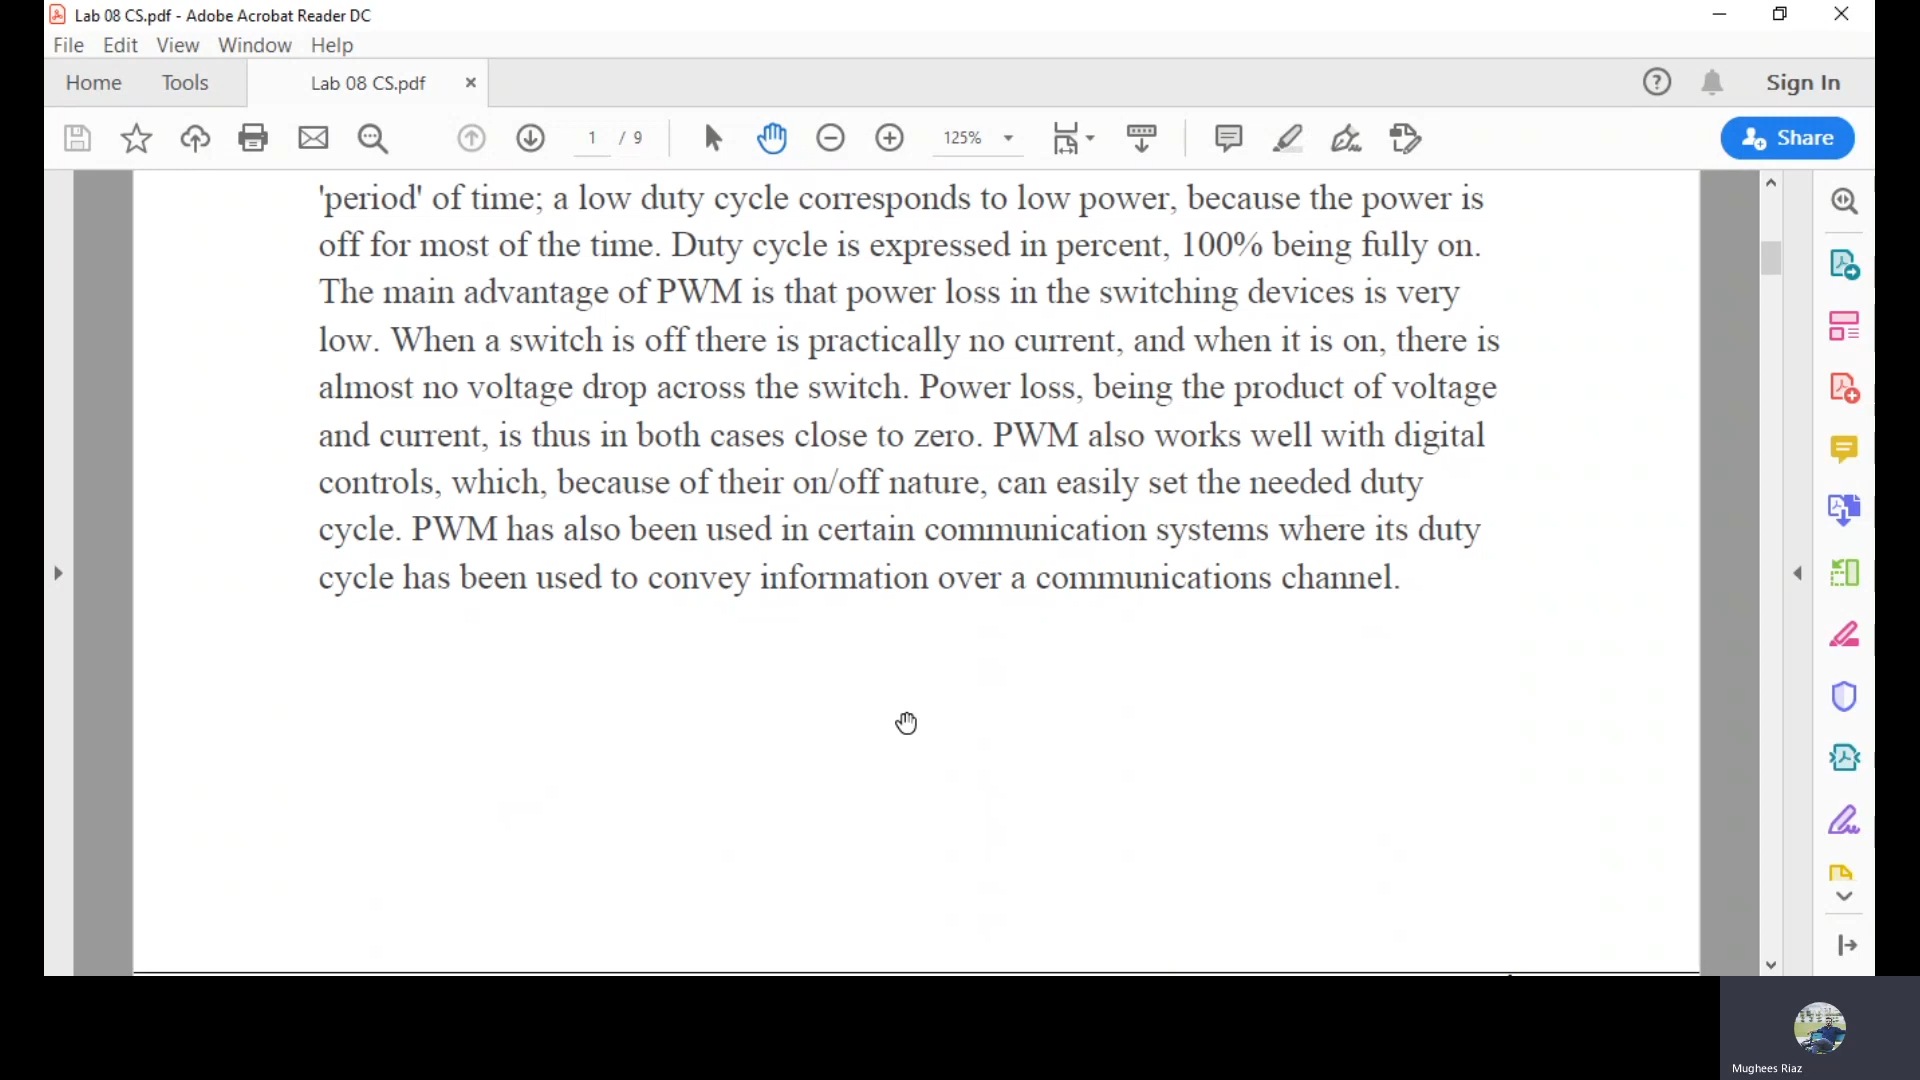 Lab 08 CS.pdf - Adobe Acrobat Reader DC
File Edit View Window Help
Home Tools Lab 08 CS.pdf × Sign In
1 / 9 125% Share
'period' of time; a low duty cycle corresponds to low power, because the power is
off for most of the time. Duty cycle is expressed in percent, 100% being fully on.
The main advantage of PWM is that power loss in the switching devices is very
low. When a switch is off there is practically no current, and when it is on, there is
almost no voltage drop across the switch. Power loss, being the product of voltage
and current, is thus in both cases close to zero. PWM also works well with digital
controls, which, because of their on/off nature, can easily set the needed duty
cycle. PWM has also been used in certain communication systems where its duty
cycle has been used to convey information over a communications channel.
Mughees Riaz